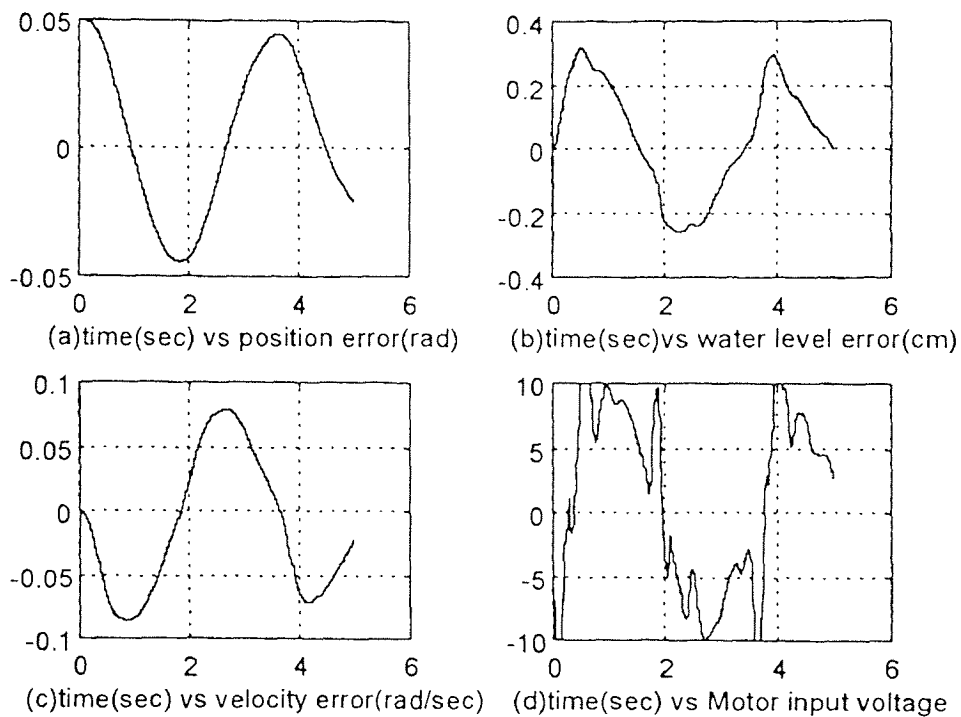 0.05
0
-0.05
0 2 4 6
(a)time(sec) vs position error(rad)
0.4
0.2
0
-0.2
-0.4
0 2 4 6
(b)time(sec)vs water level error(cm)
0.1
0.05
0
-0.05
-0.1
0 2 4 6
(c)time(sec) vs velocity error(rad/sec)
10
5
0
-5
-10
0 2 4 6
(d)time(sec) vs Motor input voltage